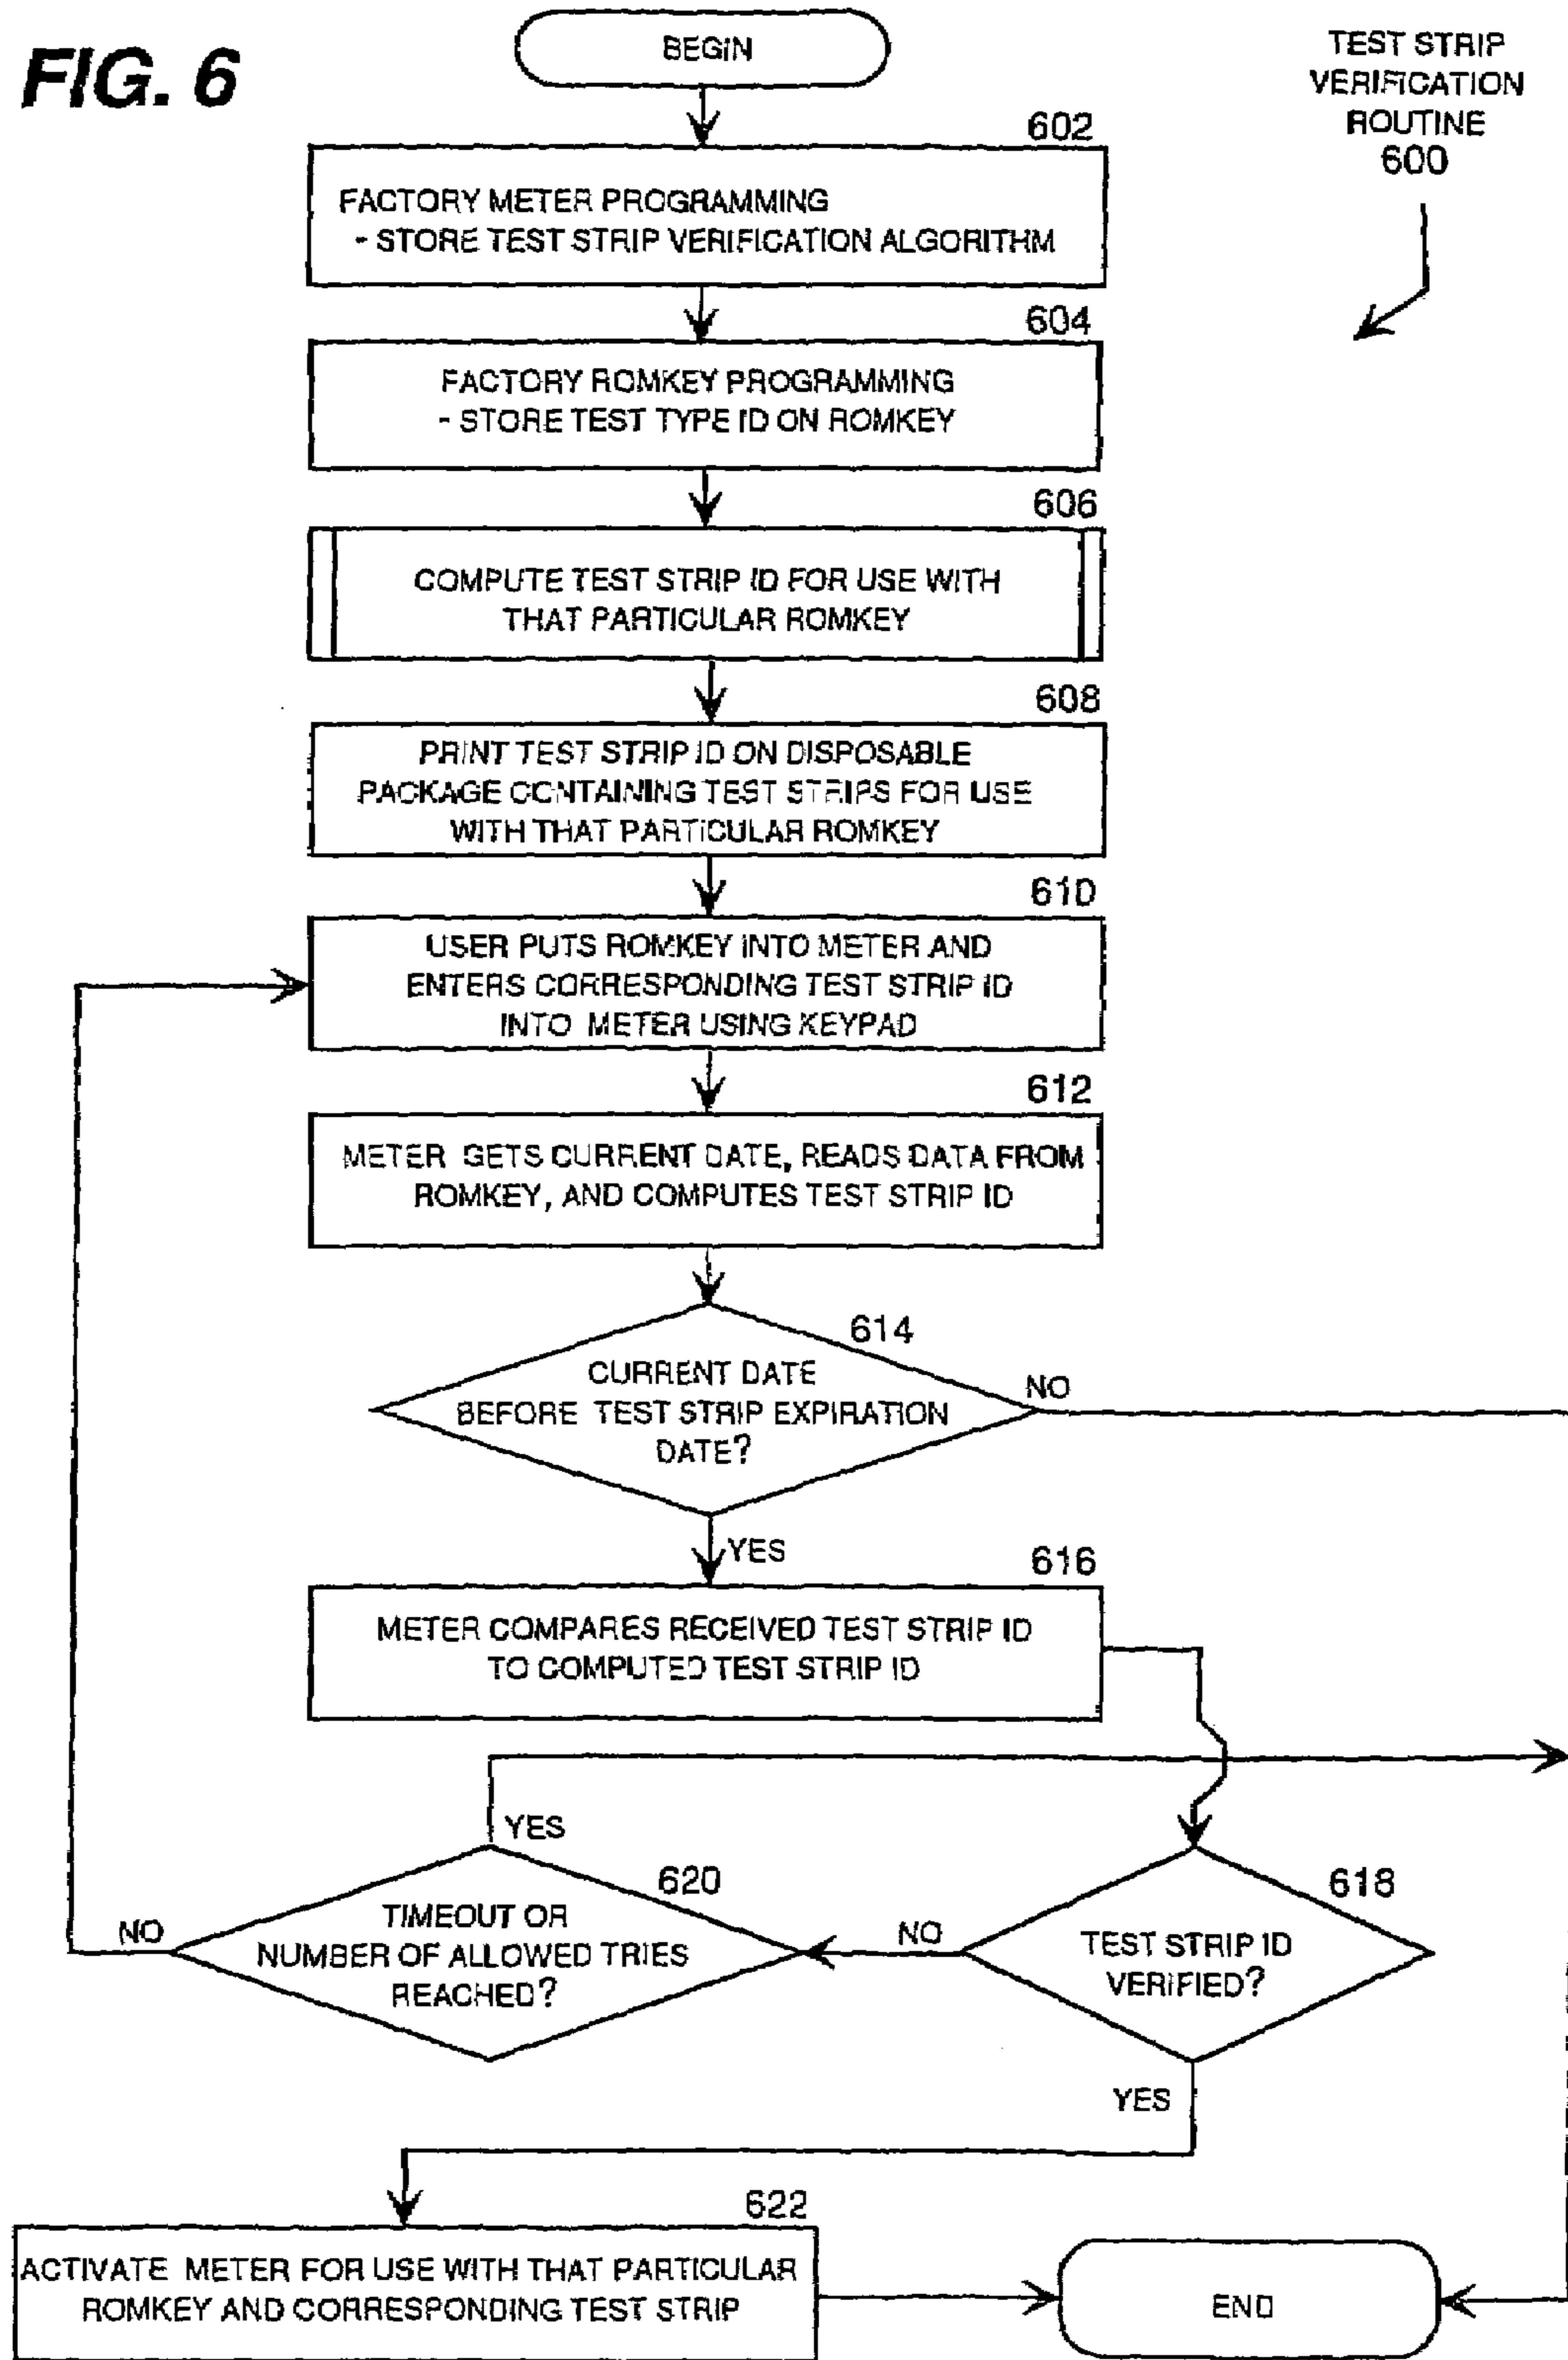 FIG. 6
BEGIN
TEST STRIP
VERIFICATION
ROUTINE
600
602
FACTORY METER PROGRAMMING
- STORE TEST STRIP VERIFICATION ALGORITHM
604
FACTORY ROMKEY PROGRAMMING
- STORE TEST TYPE ID ON ROMKEY
606
COMPUTE TEST STRIP ID FOR USE WITH
THAT PARTICULAR ROMKEY
608
PRINT TEST STRIP ID ON DISPOSABLE
PACKAGE CONTAINING TEST STRIPS FOR USE
WITH THAT PARTICULAR ROMKEY
610
USER PUTS ROMKEY INTO METER AND
ENTERS CORRESPONDING TEST STRIP ID
INTO METER USING KEYPAD
612
METER GETS CURRENT DATE, READS DATA FROM
ROMKEY, AND COMPUTES TEST STRIP ID
614
CURRENT DATE
BEFORE TEST STRIP EXPIRATION
DATE?
NO
YES
616
METER COMPARES RECEIVED TEST STRIP ID
TO COMPUTED TEST STRIP ID
YES
620
TIMEOUT OR
NUMBER OF ALLOWED TRIES
REACHED?
NO
NO
618
TEST STRIP ID
VERIFIED?
YES
622
ACTIVATE METER FOR USE WITH THAT PARTICULAR
ROMKEY AND CORRESPONDING TEST STRIP
END